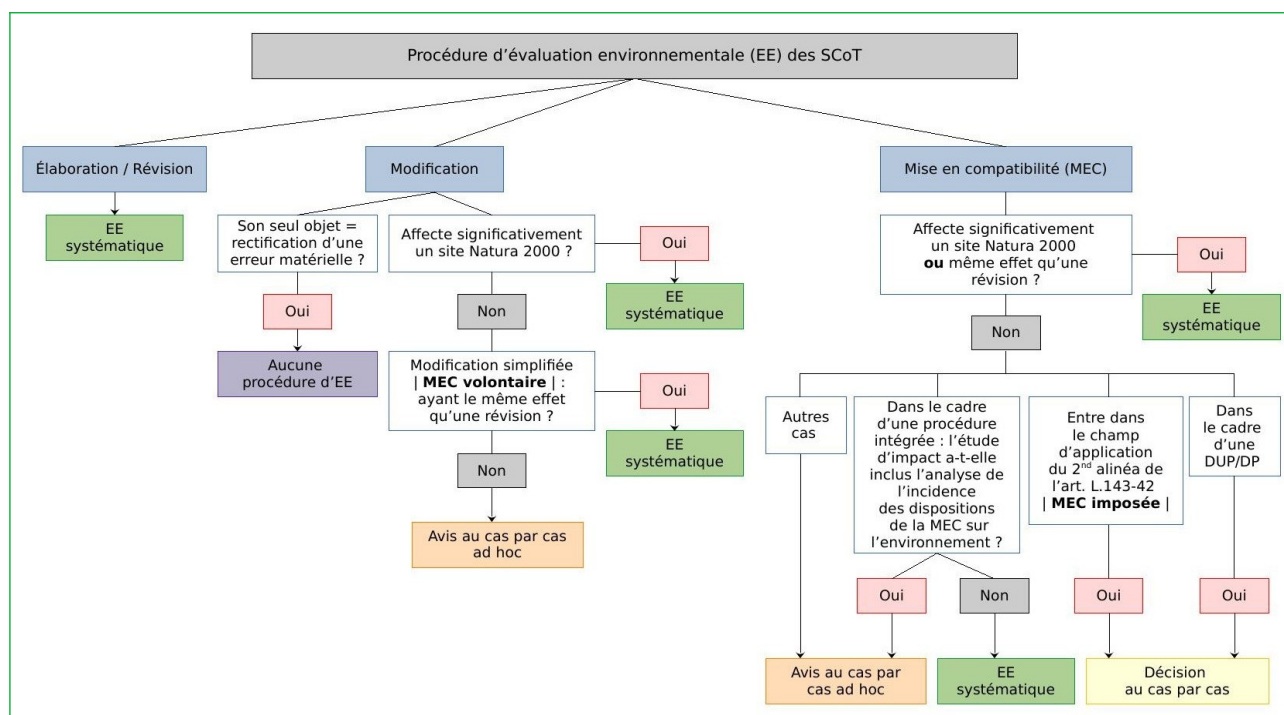 Procédure d’évaluation environnementale (EE) des SCoT
Élaboration / Révision
EE
systématique
Modification
Son seul objet =
rectification d’une
erreur matérielle ?
Oui
Aucune
procédure d’EE
Affecte significativement
un site Natura 2000 ?
Oui
EE
systématique
Non
Modification simplifiée
| MEC volontaire | :
ayant le même effet
qu’une révision ?
Oui
EE
systématique
Non
Avis au cas par cas
ad hoc
Mise en compatibilité (MEC)
Affecte significativement
un site Natura 2000
ou même effet qu’une
révision ?
Oui
EE
systématique
Non
Autres
cas
Dans le cadre
d’une procédure
intégrée : l’étude
d’impact a-t-elle
inclus l’analyse de
l’incidence
des dispositions
de la MEC sur
l’environnement ?
Entre dans
le champ
d’application
du 2nd alinéa de
l’art. L.143-42
| MEC imposée |
Dans
le cadre
d’une
DUP/DP
Oui
Non
Oui
Oui
Avis au cas par
cas ad hoc
EE
systématique
Décision
au cas par cas